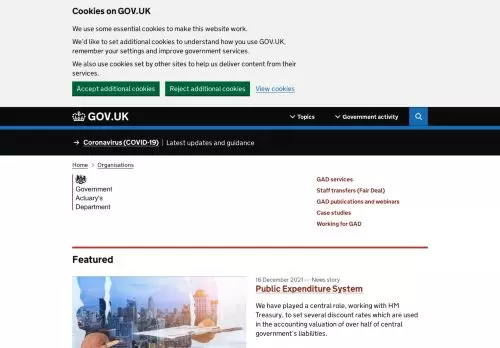 Cookies on GOV.UK
We use some essential cookies to make this website work.
We'd like to set additional cookies to understand how you use GOV.UK,
remember your settings and improve government services.
We also use cookies set by other sites to help us deliver content from their
services.
Accept additional cookies
Reject additional cookies
View cookies
GOV.UK
Topics
Government activity
→ Coronavirus (COVID-19) | Latest updates and guidance
Home > Organisations
Government
Actuary's
Department
GAD services
Staff transfers (Fair Deal)
GAD publications and webinars
Case studies
Working for GAD
Featured
16 December 2021 — News story
Public Expenditure System
We have played a central role, working with HM
Treasury, to set several discount rates which are used
in the accounting valuation of over half of central
government's liabilities.